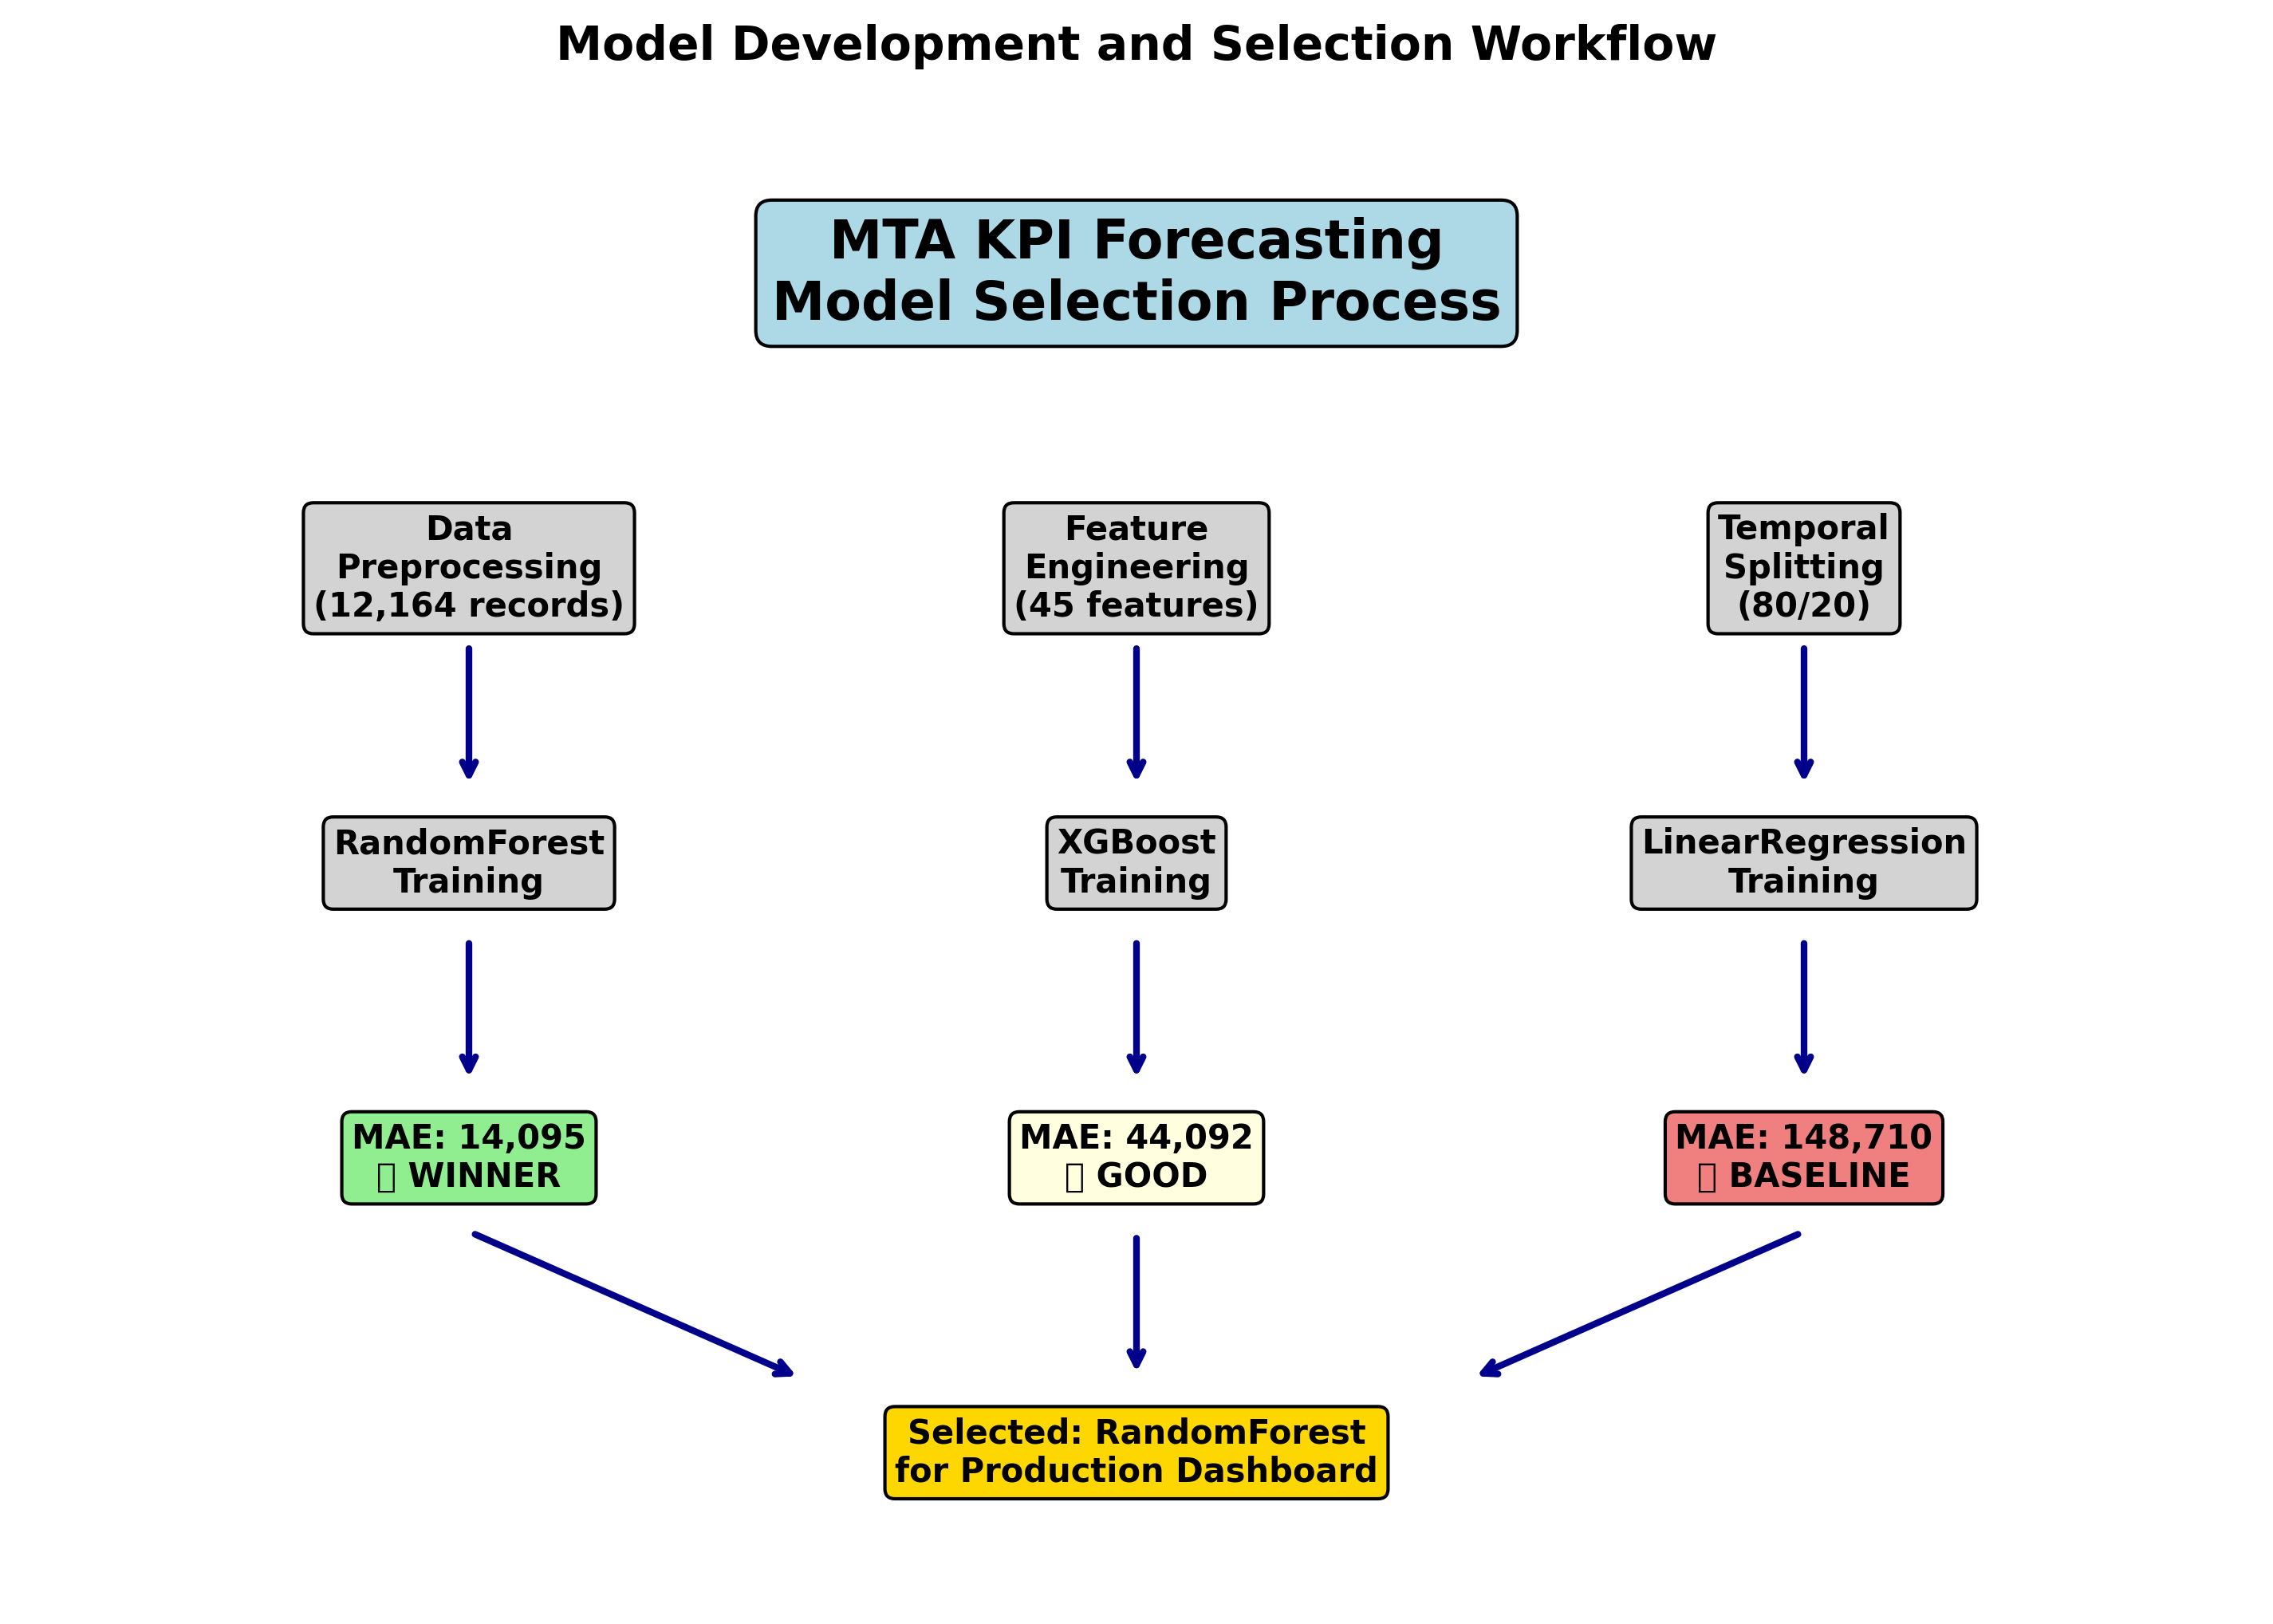 Model Development and Selection Workflow
MTA KPI Forecasting
Model Selection Process
Data
Preprocessing
(12,164 records)
Feature
Engineering
(45 features)
Temporal
Splitting
(80/20)
RandomForest
Training
XGBoost
Training
LinearRegression
Training
MAE: 14,095
WINNER
MAE: 44,092
GOOD
MAE: 148,710
BASELINE
Selected: RandomForest
for Production Dashboard